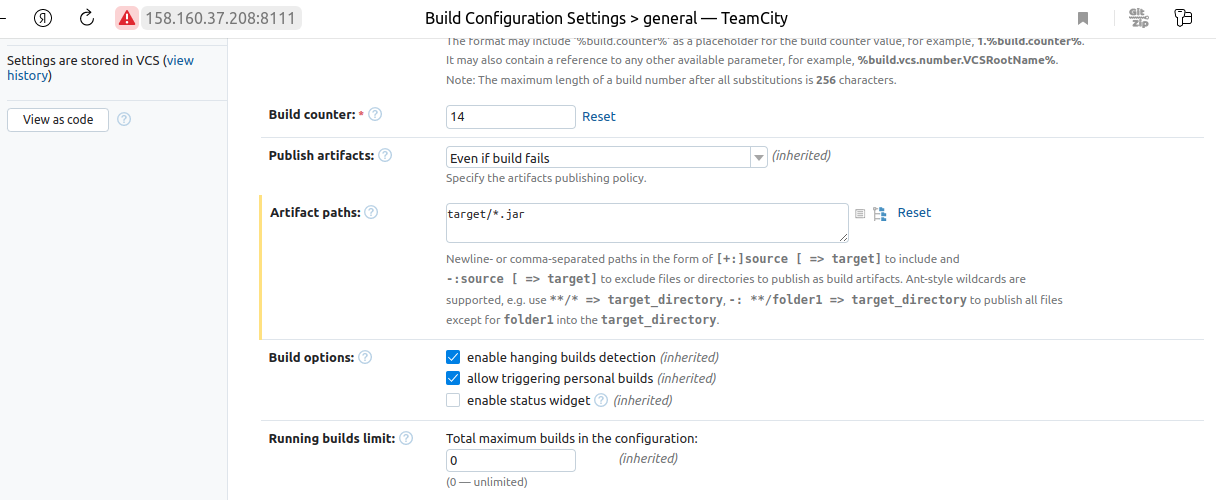 158.160.37.208:8111
Build Configuration Settings > general — TeamCity
Git
Zip
The format may include '%build.counter%' as a placeholder for the build counter value, for example, 1.%build.counter%.
Settings are stored in VCS (view
history)
It may also contain a reference to any other available parameter, for example, %build.vcs.number.VCSRootName%.
Note: The maximum length of a build number after all substitutions is 256 characters.
View as code ?
Build counter: * ?
14
Reset
Publish artifacts: ?
Even if build fails
(inherited)
Specify the artifacts publishing policy.
Artifact paths: ?
target/*.jar
Reset
Newline- or comma-separated paths in the form of [+:]source [ => target] to include and
-:source [ => target] to exclude files or directories to publish as build artifacts. Ant-style wildcards are
supported, e.g. use **/* => target_directory, -: **/folder1 => target_directory to publish all files
except for folder1 into the target_directory.
Build options: ?
enable hanging builds detection (inherited)
allow triggering personal builds (inherited)
enable status widget ? (inherited)
Running builds limit: ?
Total maximum builds in the configuration:
0
(inherited)
(0 — unlimited)